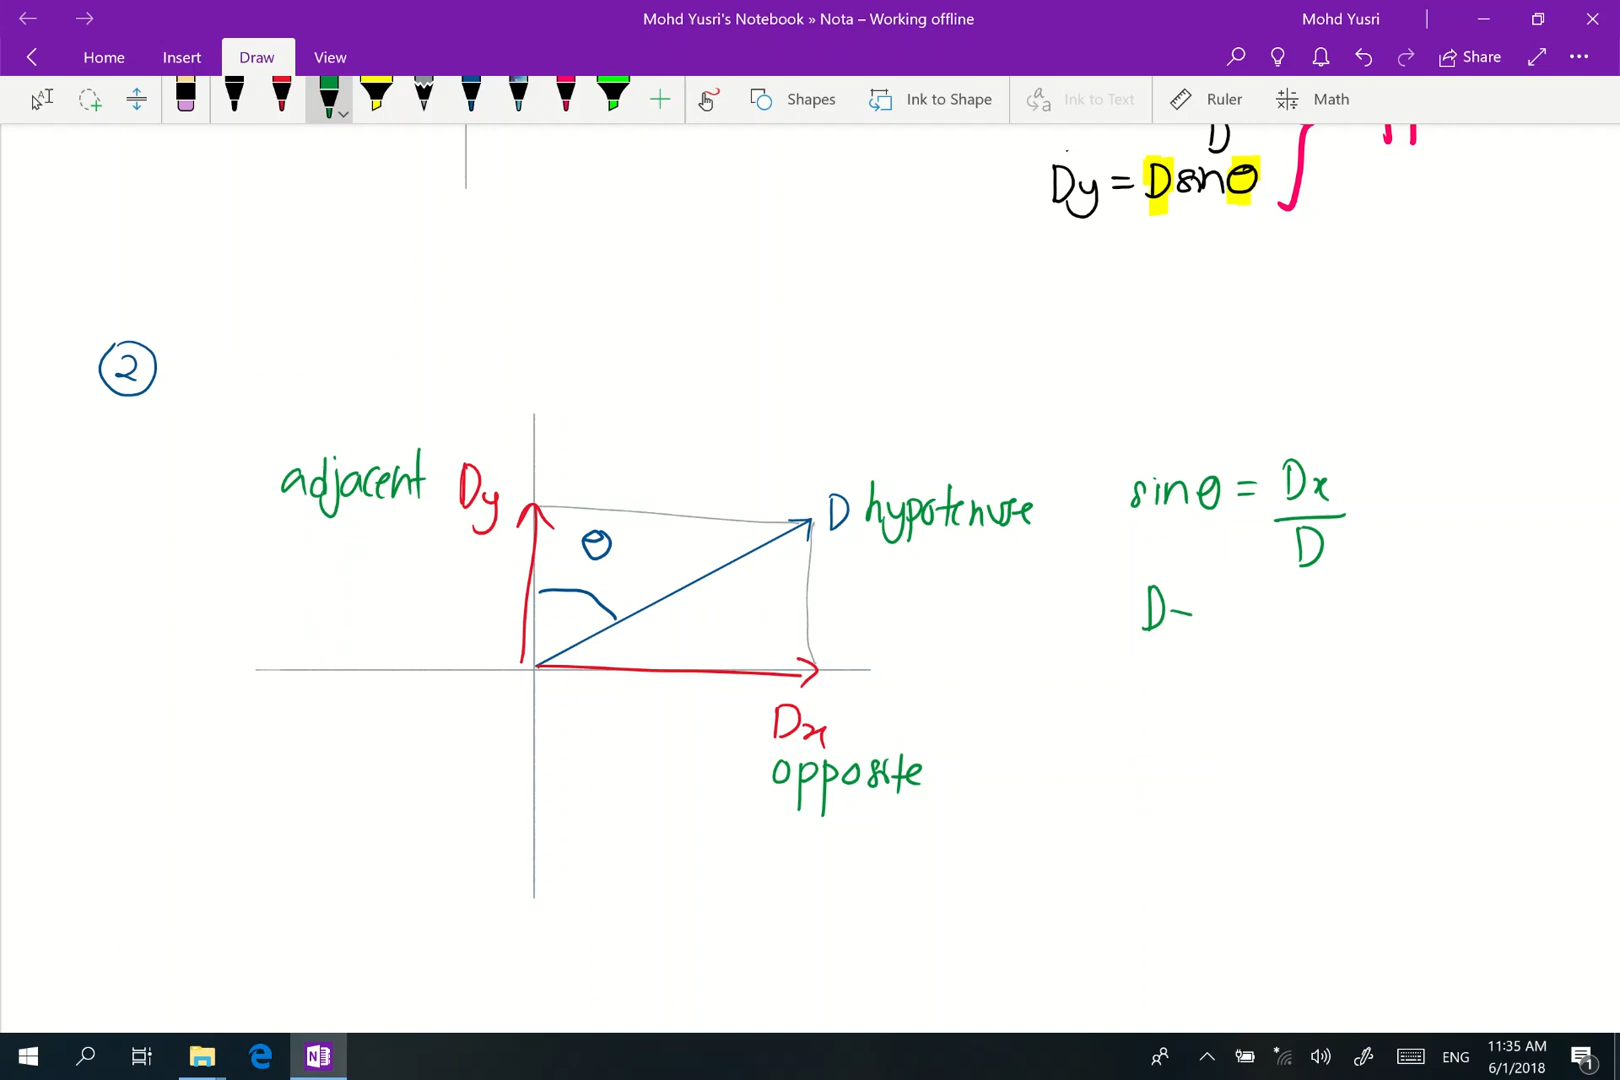 Mohd Yusri's Notebook » Nota – Working offline
Mohd Yusri
Home Insert Draw View
Share
Shapes Ink to Shape Ink to Text Ruler Math
D
Dy = D sinθ
2
adjacent Dy
θ
D hypotenuse
sinθ = Dx
D
D
Dx
opposite
ENG
11:35 AM
6/1/2018
1